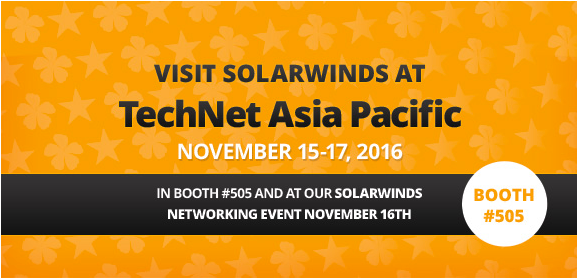 VISIT SOLARWINDS AT
TechNet Asia Pacific
NOVEMBER 15-17, 2016
IN BOOTH #505 AND AT OUR SOLARWINDS
NETWORKING EVENT NOVEMBER 16TH
BOOTH
#505